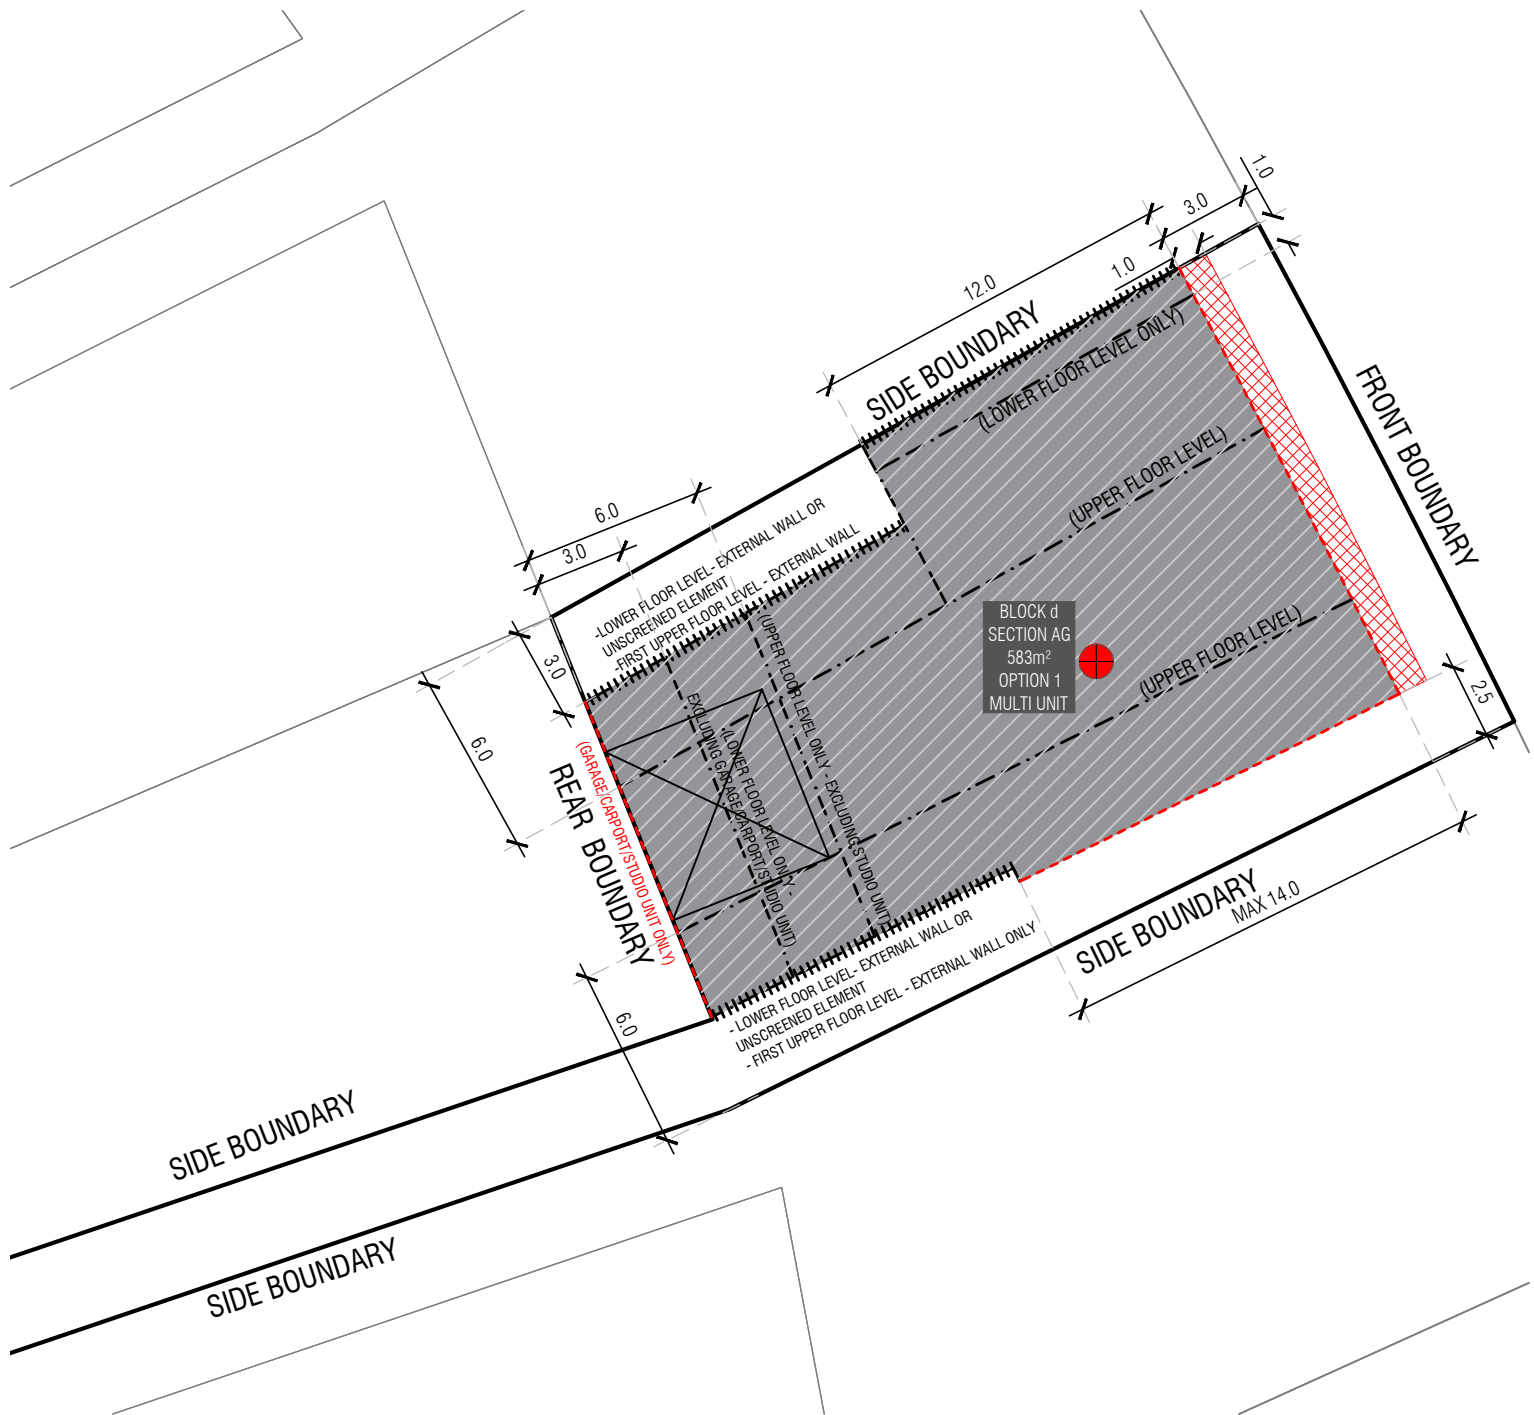 1.0
3.0
1.0
12.0
SIDE BOUNDARY
(LOWER FLOOR LEVEL ONLY)
FRONT BOUNDARY
(UPPER FLOOR LEVEL)
6.0
3.0
-LOWER FLOOR LEVEL- EXTERNAL WALL OR
UNSCREENED ELEMENT
-FIRST UPPER FLOOR LEVEL - EXTERNAL WALL
BLOCK d
SECTION AG
583m²
OPTION 1
MULTI UNIT
(UPPER FLOOR LEVEL)
3.0
6.0
2.5
(UPPER FLOOR LEVEL ONLY - EXCLUDING STUDIO UNIT)
(LOWER FLOOR LEVEL ONLY -
EXCLUDING GARAGE/CARPORT/STUDIO UNIT)
(GARAGE/CARPORT/STUDIO UNIT ONLY)
REAR BOUNDARY
SIDE BOUNDARY
MAX 14.0
- LOWER FLOOR LEVEL- EXTERNAL WALL OR
UNSCREENED ELEMENT
- FIRST UPPER FLOOR LEVEL - EXTERNAL WALL ONLY
6.0
SIDE BOUNDARY
SIDE BOUNDARY